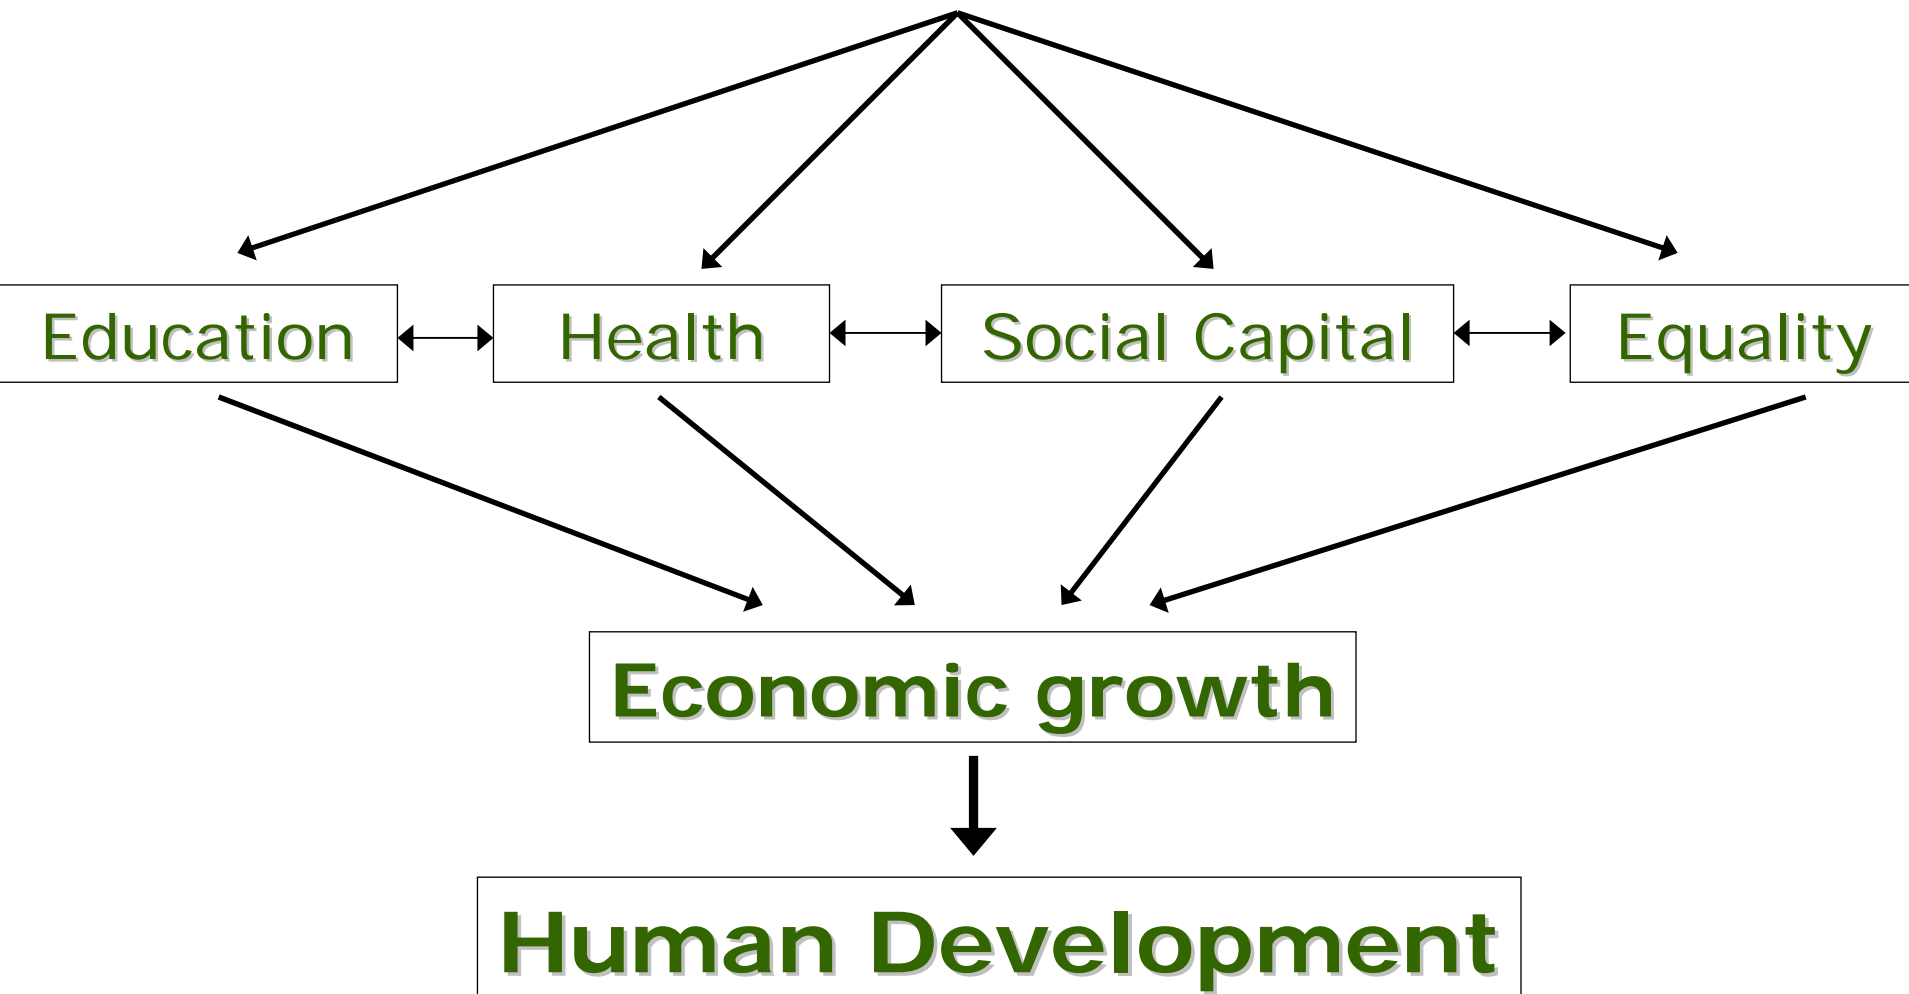 Education
Health
Social Capital
Equality
Economic growth
Human Development